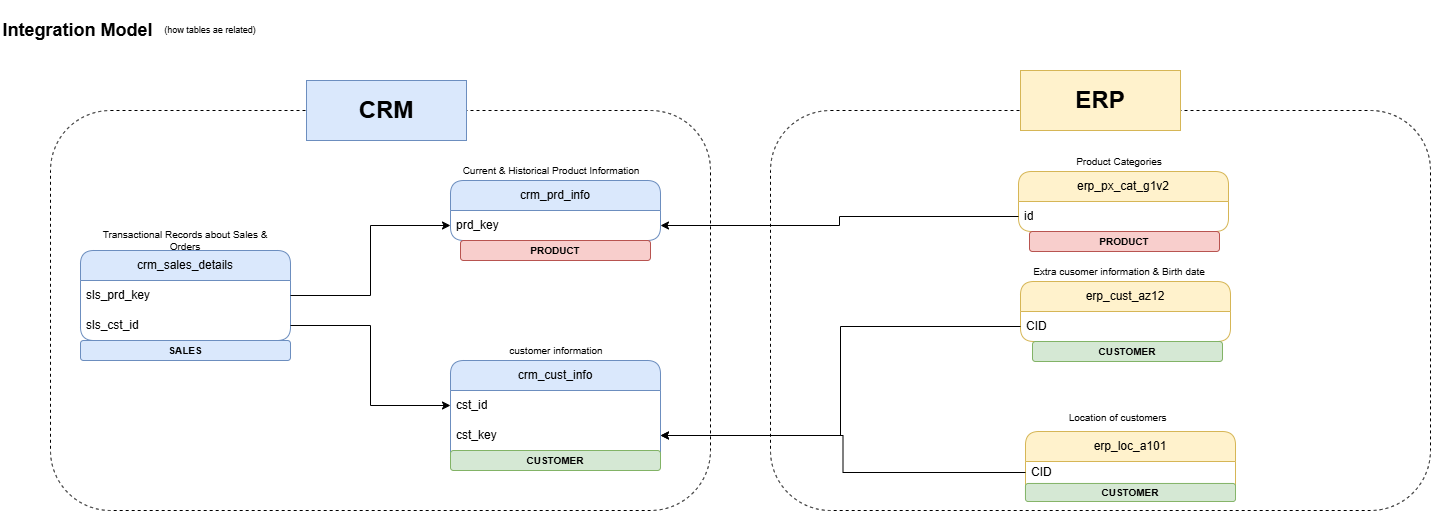 Integration Model (how tables ae related)
CRM
Transactional Records about Sales &
Orders
crm_sales_details
sls_prd_key
sls_cst_id
SALES
Current & Historical Product Information
crm_prd_info
prd_key
PRODUCT
customer information
crm_cust_info
cst_id
cst_key
CUSTOMER
ERP
Product Categories
erp_px_cat_g1v2
id
PRODUCT
Extra cusomer information & Birth date
erp_cust_az12
CID
CUSTOMER
Location of customers
erp_loc_a101
CID
CUSTOMER